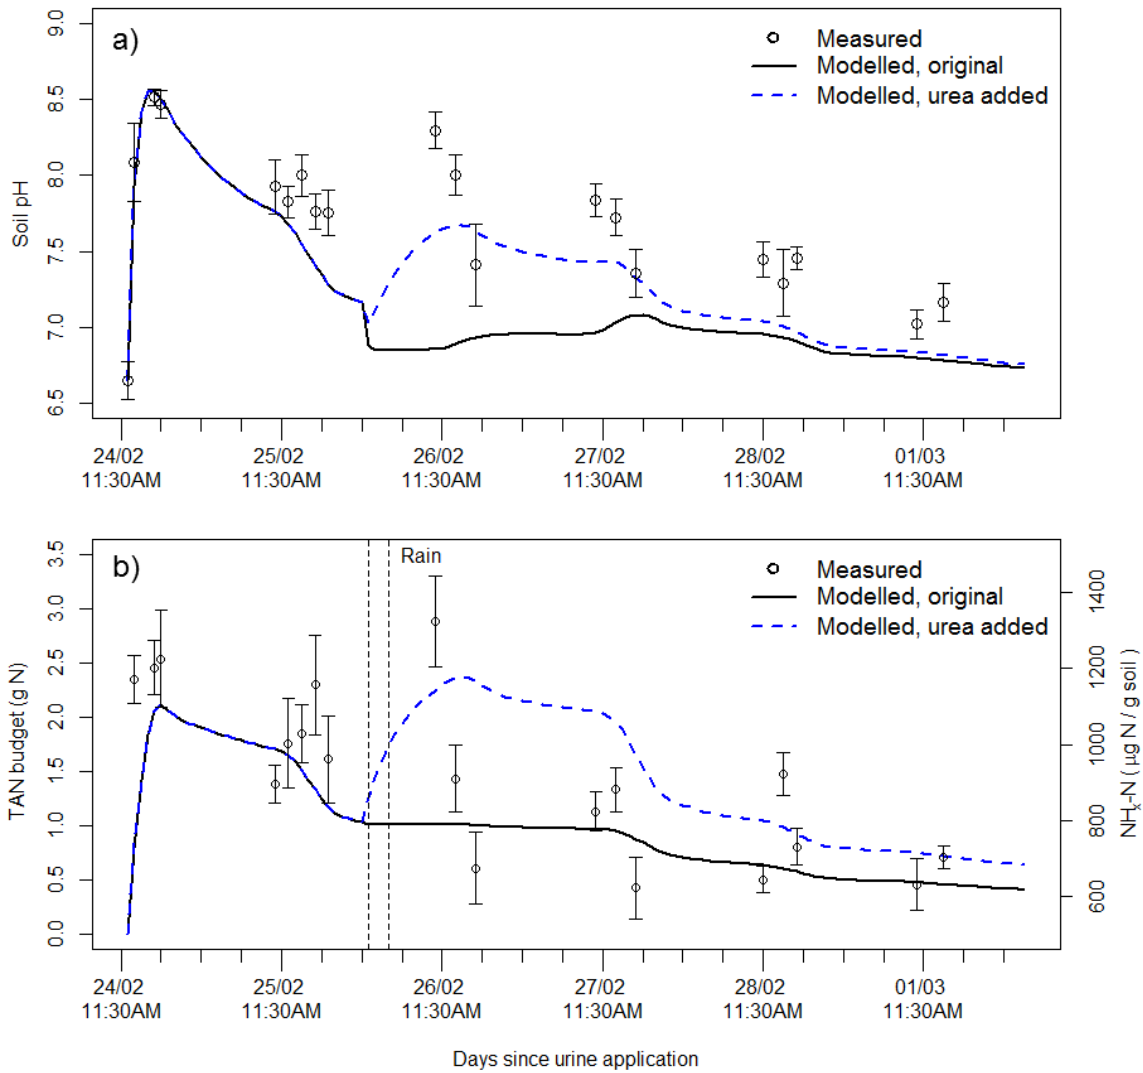 a)
Measured
Modelled, original
Modelled, urea added
Soil pH
9.0
8.5
8.0
7.5
7.0
6.5
24/02 25/02 26/02 27/02 28/02 01/03
11:30AM 11:30AM 11:30AM 11:30AM 11:30AM 11:30AM
b)
Rain
Measured
Modelled, original
Modelled, urea added
TAN budget (g N)
3.5
3.0
2.5
2.0
1.5
1.0
0.5
0.0
NHx-N ( μg N / g soil )
1400
1200
1000
800
600
24/02 25/02 26/02 27/02 28/02 01/03
11:30AM 11:30AM 11:30AM 11:30AM 11:30AM 11:30AM
Days since urine application